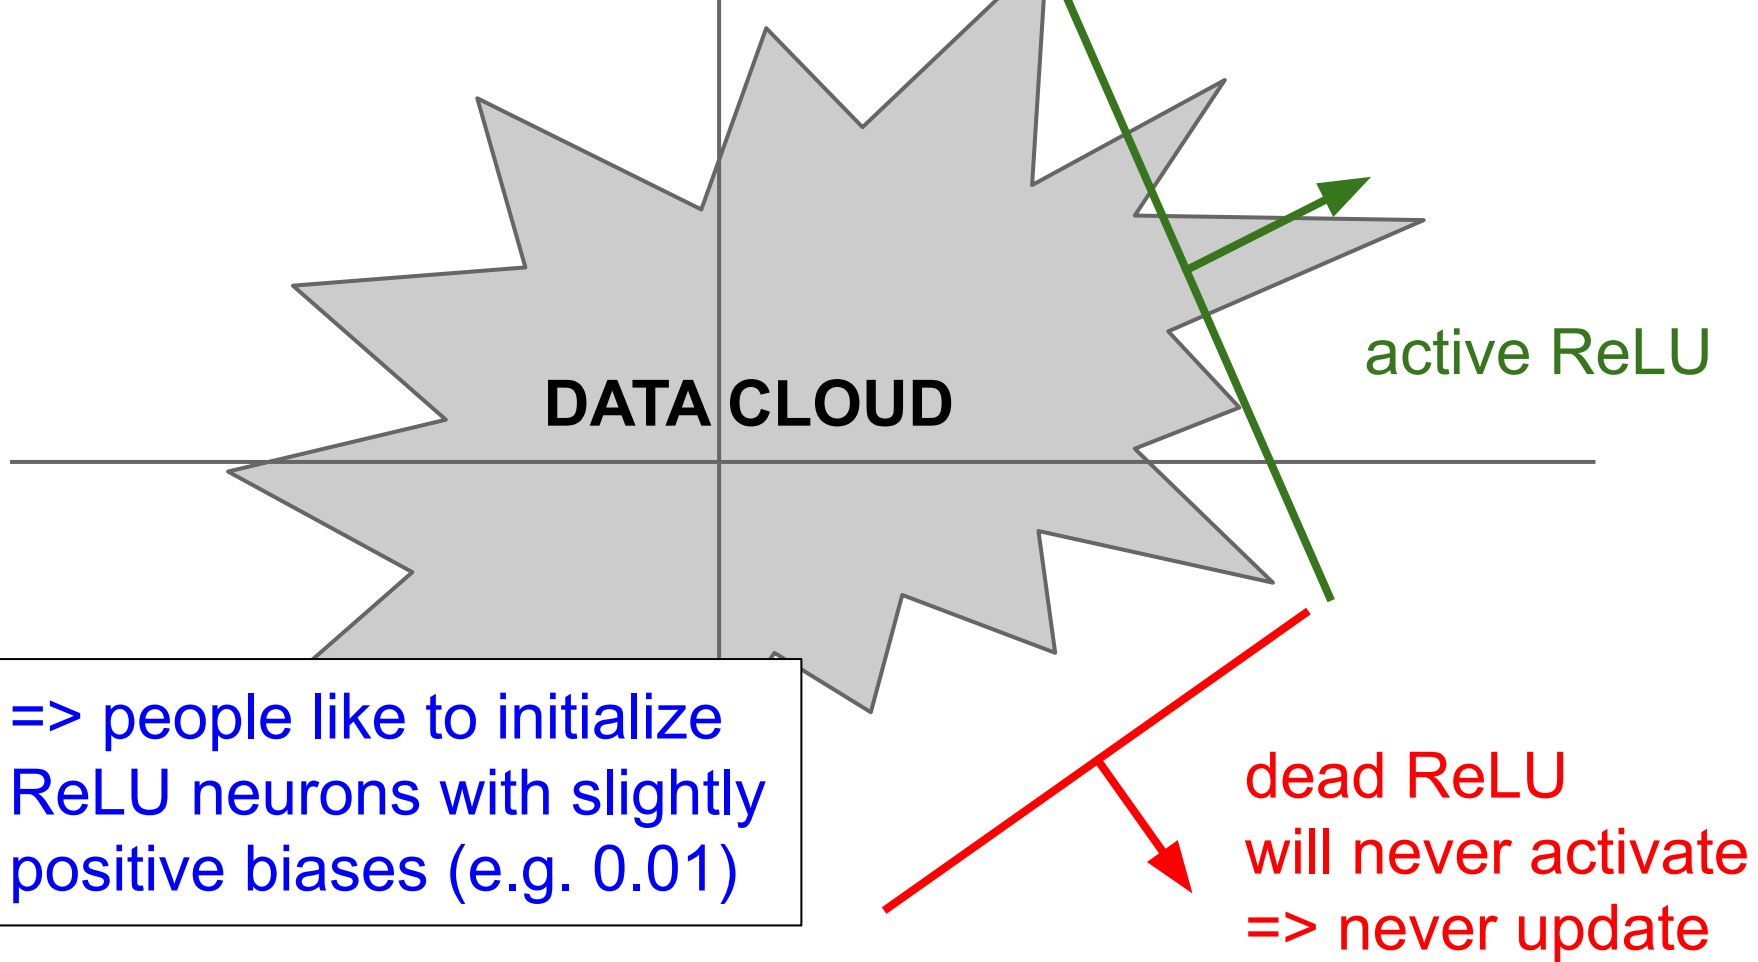 active ReLU
DATA CLOUD
=> people like to initialize
ReLU neurons with slightly
positive biases (e.g. 0.01)
dead ReLU
will never activate
=> never update